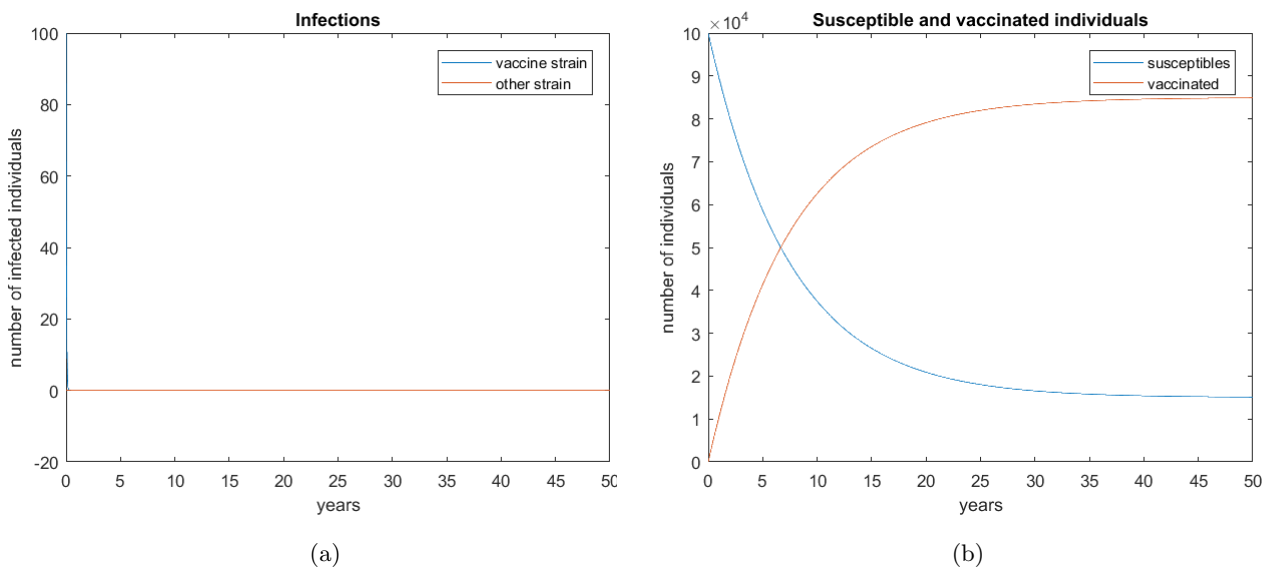 Infections
100
80
60
40
20
0
-20
0 5 10 15 20 25 30 35 40 45 50
number of infected individuals
years
vaccine strain
other strain
(a)
Susceptible and vaccinated individuals
×10⁴
10
9
8
7
6
5
4
3
2
1
0
0 5 10 15 20 25 30 35 40 45 50
number of individuals
years
susceptibles
vaccinated
(b)